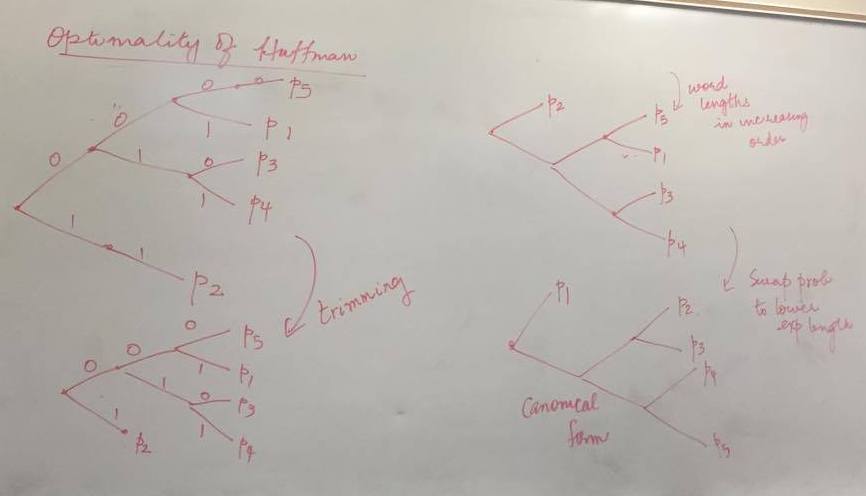 Optimality of Huffman
0 0 p5
0
1 p1
0
1 0 p3
1 p4
1
1
p2
trimming
0 p5
0 0
1 p1
1 0 p3
1 p4
1
p2
p2
p5
p1
p3
p4
word
lengths
in increasing
order
p1
p2
p3
p4
p5
Swap prob
to lower
exp length
Canonical
form